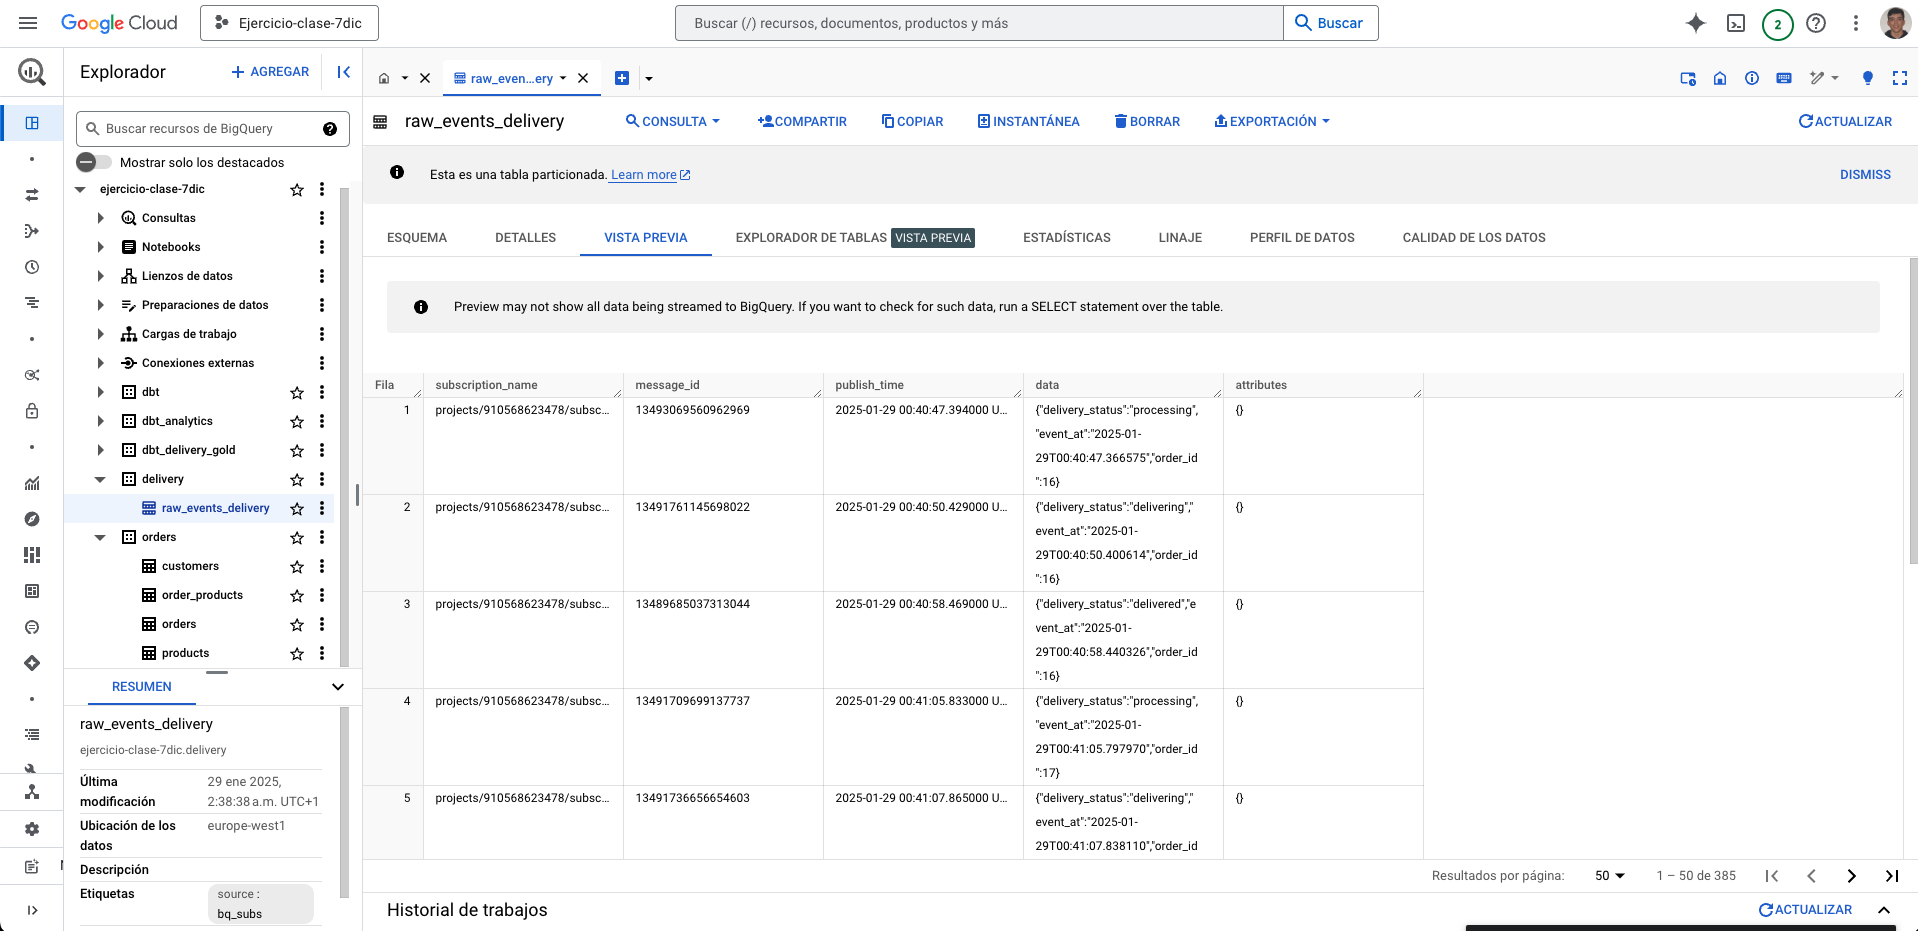 Google Cloud
Ejercicio-clase-7dic
Buscar (/) recursos, documentos, productos y más
Buscar
2
Explorador
AGREGAR
Buscar recursos de BigQuery
Mostrar solo los destacados
ejercicio-clase-7dic
Consultas
Notebooks
Lienzos de datos
Preparaciones de datos
Cargas de trabajo
Conexiones externas
dbt
dbt_analytics
dbt_delivery_gold
delivery
raw_events_delivery
orders
customers
order_products
orders
products
RESUMEN
raw_events_delivery
ejercicio-clase-7dic.delivery
Última modificación 29 ene 2025, 2:38:38 a.m. UTC+1
Ubicación de los datos europe-west1
Descripción
Etiquetas source : bq_subs
raw_even...ery
raw_events_delivery
CONSULTA
COMPARTIR
COPIAR
INSTANTÁNEA
BORRAR
EXPORTACIÓN
ACTUALIZAR
Esta es una tabla particionada. Learn more
DISMISS
ESQUEMA
DETALLES
VISTA PREVIA
EXPLORADOR DE TABLAS VISTA PREVIA
ESTADÍSTICAS
LINAJE
PERFIL DE DATOS
CALIDAD DE LOS DATOS
Preview may not show all data being streamed to BigQuery. If you want to check for such data, run a SELECT statement over the table.
Fila subscription_name message_id publish_time data attributes
1 projects/910568623478/subsc... 13493069560962969 2025-01-29 00:40:47.394000 U... {"delivery_status":"processing", {}
"event_at":"2025-01-
29T00:40:47.366575","order_id
":16}
2 projects/910568623478/subsc... 13491761145698022 2025-01-29 00:40:50.429000 U... {"delivery_status":"delivering"," {}
event_at":"2025-01-
29T00:40:50.400614","order_id
":16}
3 projects/910568623478/subsc... 13489685037313044 2025-01-29 00:40:58.469000 U... {"delivery_status":"delivered","e {}
vent_at":"2025-01-
29T00:40:58.440326","order_id
":16}
4 projects/910568623478/subsc... 13491709699137737 2025-01-29 00:41:05.833000 U... {"delivery_status":"processing", {}
"event_at":"2025-01-
29T00:41:05.797970","order_id
":17}
5 projects/910568623478/subsc... 13491736656654603 2025-01-29 00:41:07.865000 U... {"delivery_status":"delivering"," {}
event_at":"2025-01-
29T00:41:07.838110","order_id
Resultados por página: 50 1 – 50 de 385
Historial de trabajos
ACTUALIZAR